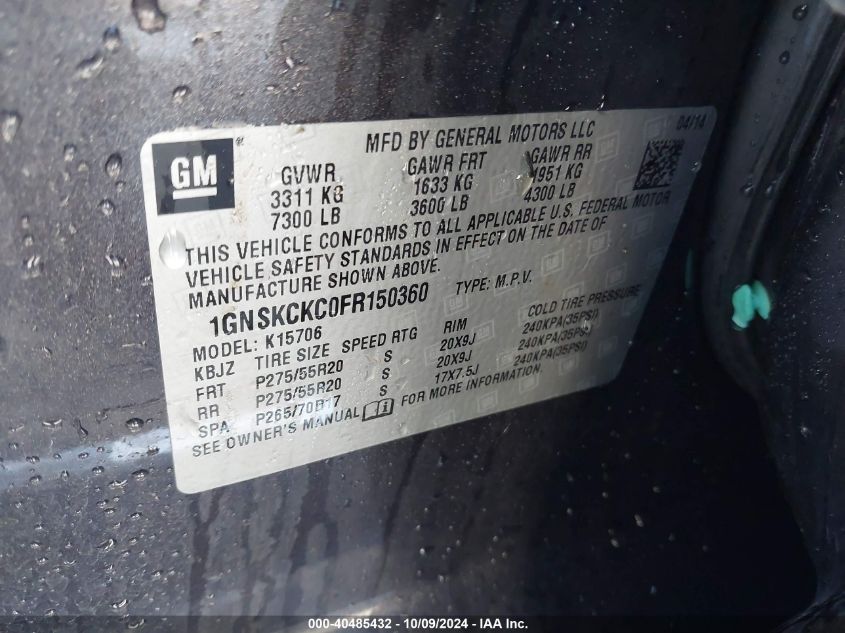 MFD BY GENERAL MOTORS LLC 04/14
GM
GVWR GAWR FRT GAWR RR
3311 KG 1633 KG 1951 KG
7300 LB 3600 LB 4300 LB
THIS VEHICLE CONFORMS TO ALL APPLICABLE U.S. FEDERAL MOTOR
VEHICLE SAFETY STANDARDS IN EFFECT ON THE DATE OF
MANUFACTURE SHOWN ABOVE.
1GNSKCKC0FR150360 TYPE: M.P.V.
MODEL: K15706
KBJZ TIRE SIZE SPEED RTG RIM COLD TIRE PRESSURE
FRT P275/55R20 S 20X9J 240KPA(35PSI)
RR P275/55R20 S 20X9J 240KPA(35PSI)
SPA P265/70R17 S 17X7.5J 240KPA(35PSI)
SEE OWNER'S MANUAL FOR MORE INFORMATION.
000-40485432 - 10/09/2024 - IAA Inc.